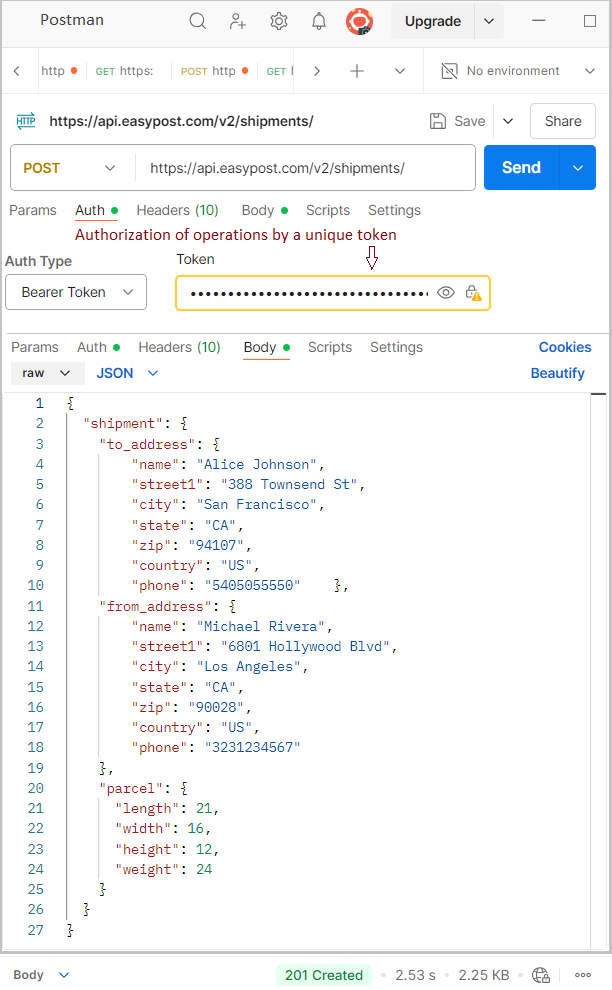 Postman Upgrade
http GET https: POST http GET No environment
HTTP https://api.easypost.com/v2/shipments/ Save Share
POST https://api.easypost.com/v2/shipments/ Send
Params Auth Headers (10) Body Scripts Settings
Authorization of operations by a unique token
Auth Type Token
Bearer Token ••••••••••••••••••••••••••••••••
Params Auth Headers (10) Body Scripts Settings Cookies
raw JSON Beautify
1 {
2 "shipment": {
3 "to_address": {
4 "name": "Alice Johnson",
5 "street1": "388 Townsend St",
6 "city": "San Francisco",
7 "state": "CA",
8 "zip": "94107",
9 "country": "US",
10 "phone": "5405055550" },
11 "from_address": {
12 "name": "Michael Rivera",
13 "street1": "6801 Hollywood Blvd",
14 "city": "Los Angeles",
15 "state": "CA",
16 "zip": "90028",
17 "country": "US",
18 "phone": "3231234567"
19 },
20 "parcel": {
21 "length": 21,
22 "width": 16,
23 "height": 12,
24 "weight": 24
25 }
26 }
27 }
Body 201 Created • 2.53 s • 2.25 KB •